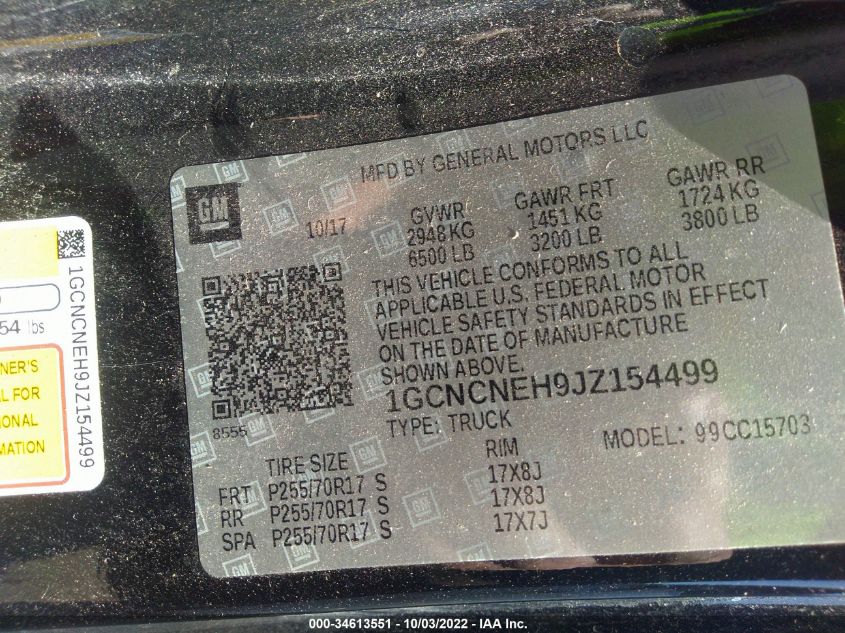 MFD BY GENERAL MOTORS LLC
GM
10/17
GVWR
2948 KG
6500 LB
GAWR FRT
1451 KG
3200 LB
GAWR RR
1724 KG
3800 LB
THIS VEHICLE CONFORMS TO ALL
APPLICABLE U.S. FEDERAL MOTOR
VEHICLE SAFETY STANDARDS IN EFFECT
ON THE DATE OF MANUFACTURE
SHOWN ABOVE.
1GCNCNEH9JZ154499
8555
TYPE: TRUCK
MODEL: 99CC15703
TIRE SIZE RIM
FRT P255/70R17 S 17X8J
RR P255/70R17 S 17X8J
SPA P255/70R17 S 17X7J
1GCNCNEH9JZ154499
54 lbs
NER'S
AL FOR
IONAL
MATION
000-34613551 - 10/03/2022 - IAA Inc.